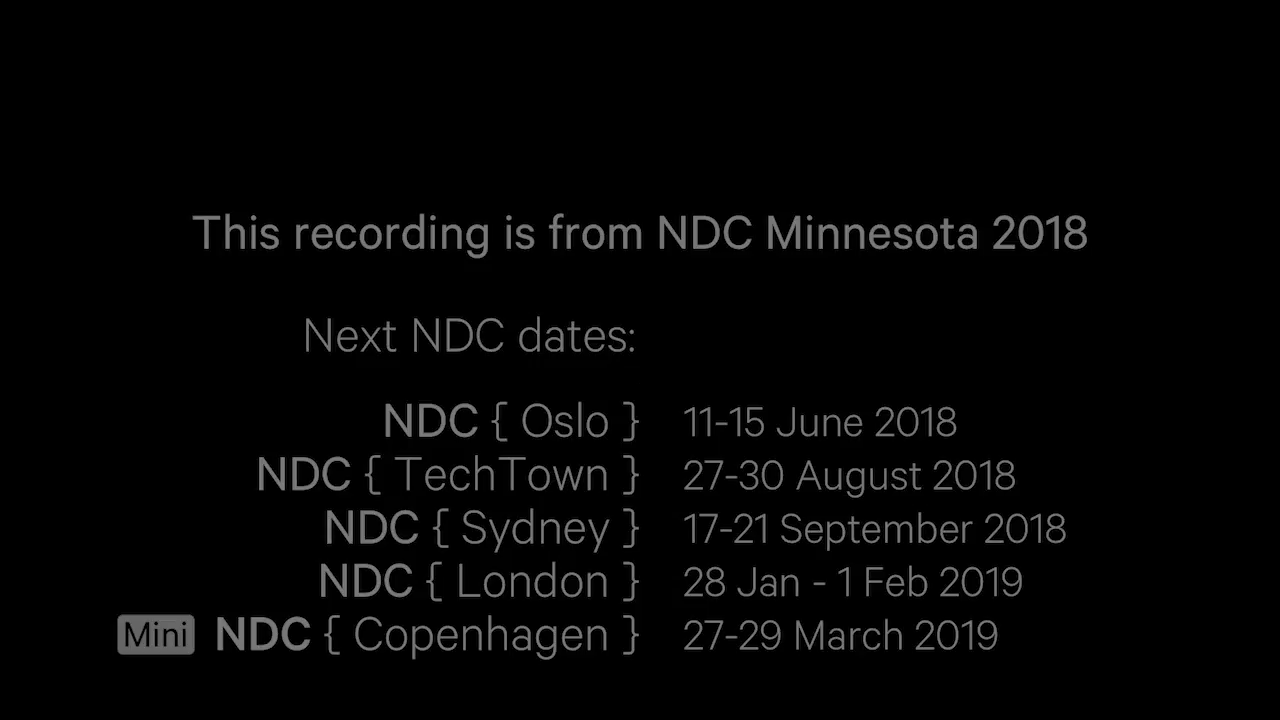 This recording is from NDC Minnesota 2018
Next NDC dates:
NDC { Oslo } 11-15 June 2018
NDC { TechTown } 27-30 August 2018
NDC { Sydney } 17-21 September 2018
NDC { London } 28 Jan - 1 Feb 2019
Mini NDC { Copenhagen } 27-29 March 2019